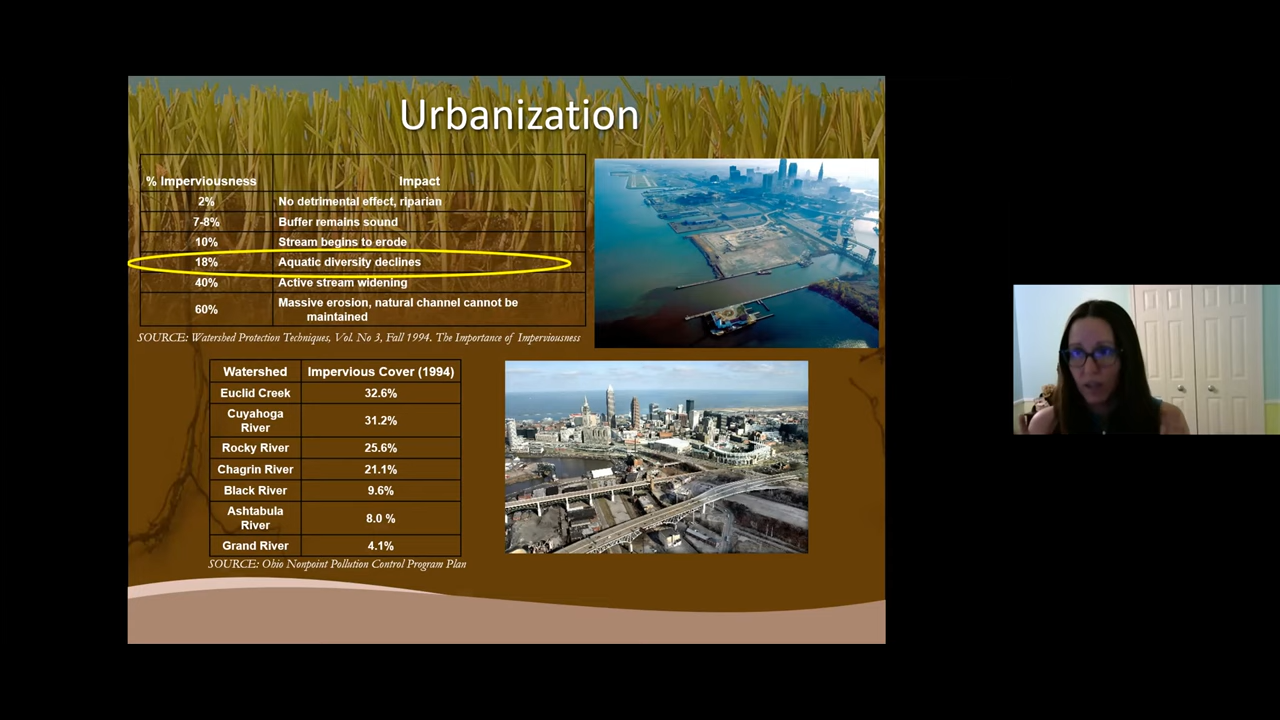 Urbanization
% Imperviousness Impact
2% No detrimental effect, riparian
7-8% Buffer remains sound
10% Stream begins to erode
18% Aquatic diversity declines
40% Active stream widening
60% Massive erosion, natural channel cannot be
maintained
SOURCE: Watershed Protection Techniques, Vol. No 3, Fall 1994. The Importance of Imperviousness
Watershed Impervious Cover (1994)
Euclid Creek 32.6%
Cuyahoga
River 31.2%
Rocky River 25.6%
Chagrin River 21.1%
Black River 9.6%
Ashtabula
River 8.0 %
Grand River 4.1%
SOURCE: Ohio Nonpoint Pollution Control Program Plan